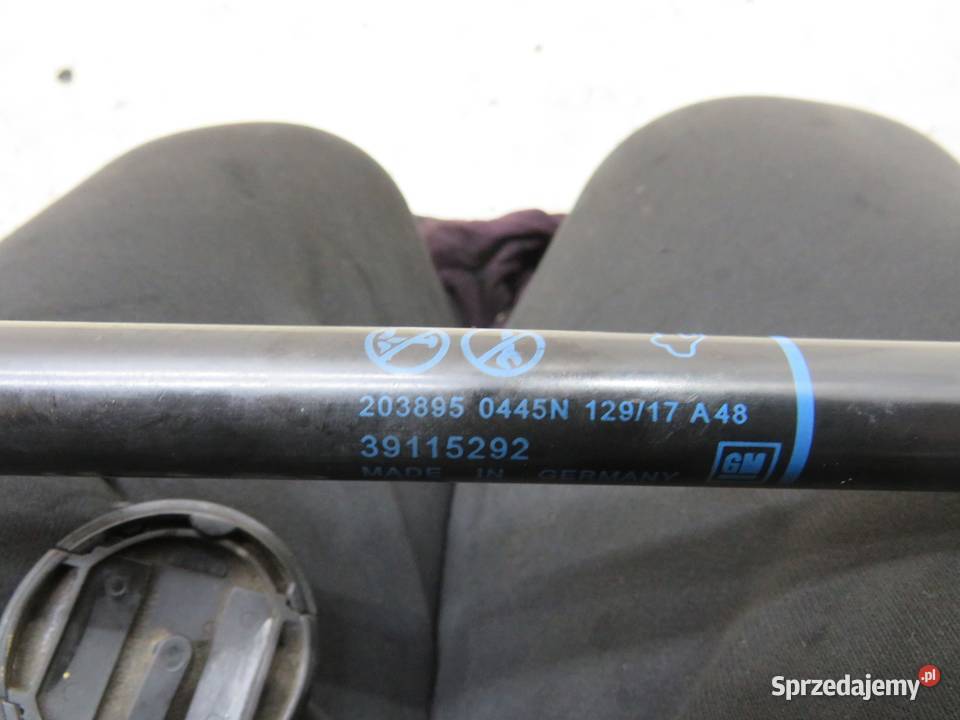 203895 0445N 129/17 A48
39115292
MADE IN GERMANY
GM
Sprzedajemy.pl